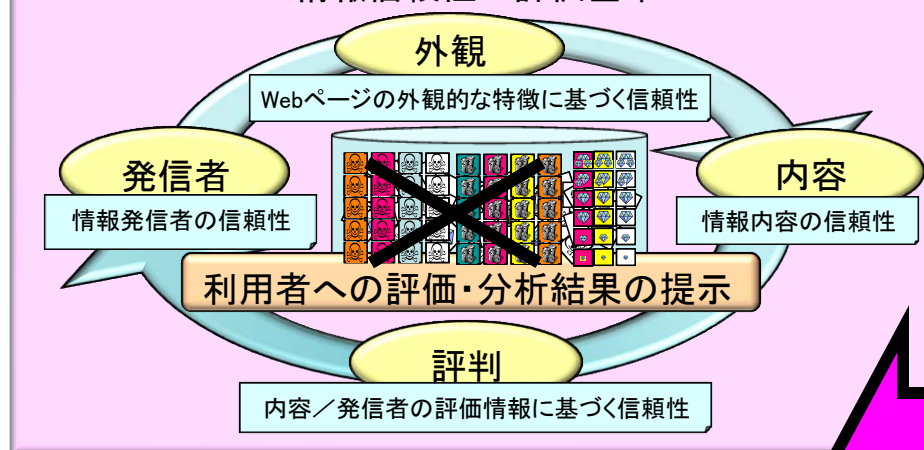 外観
Webページの外観的な特徴に基づく信頼性
発信者
情報発信者の信頼性
内容
情報内容の信頼性
利用者への評価・分析結果の提示
評判
内容／発信者の評価情報に基づく信頼性